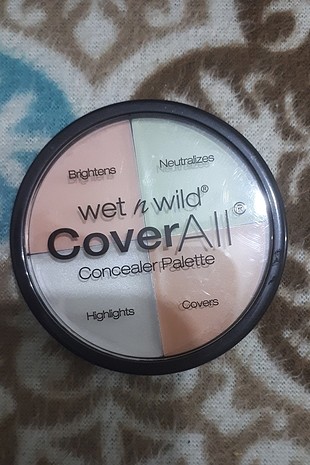 Brightens
Neutralizes
wet n wild®
CoverAll®
Concealer Palette
Highlights
Covers